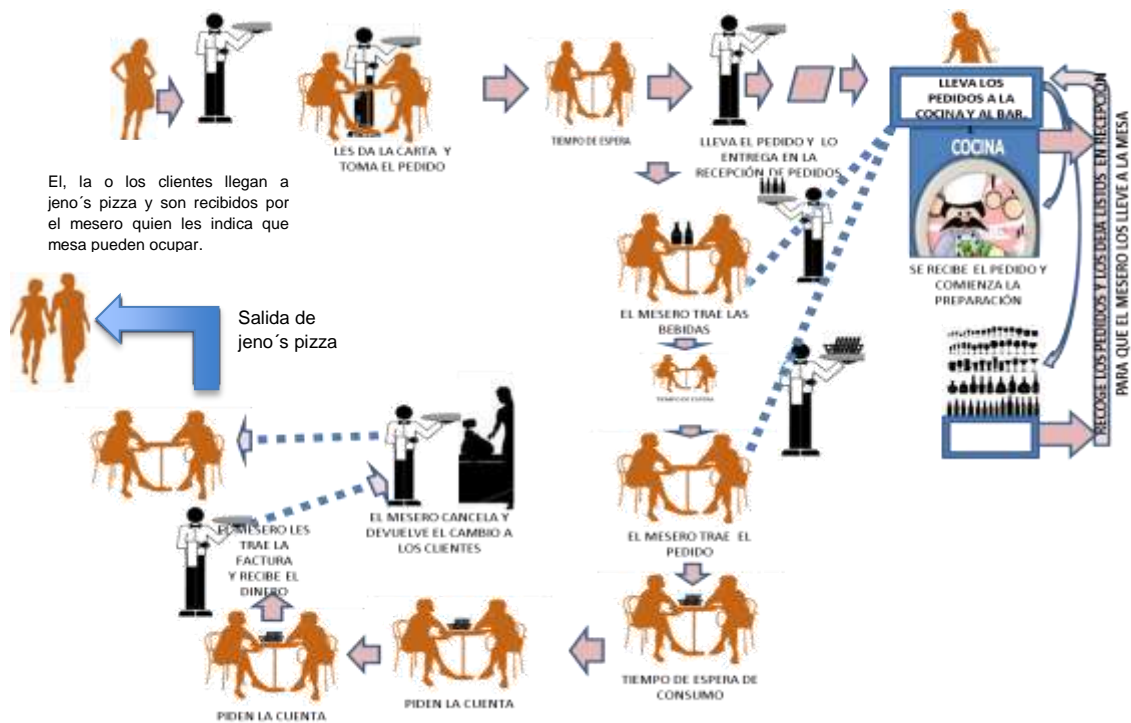 El, la o los clientes llegan a
jeno´s pizza y son recibidos por
el mesero quien les indica que
mesa pueden ocupar.
LES DA LA CARTA Y
TOMA EL PEDIDO
TIEMPO DE ESPERA
LLEVA EL PEDIDO Y LO
ENTREGA EN LA
RECEPCIÓN DE PEDIDOS
LLEVA LOS
PEDIDOS A LA
COCINA Y AL BAR.
COCINA
SE RECIBE EL PEDIDO Y
COMIENZA LA
PREPARACIÓN
RECOGE LOS PEDIDOS Y LOS DEJA LISTOS EN RECEPCIÓN
PARA QUE EL MESERO LOS LLEVE A LA MESA
EL MESERO TRAE LAS
BEBIDAS
TIEMPO DE ESPERA
EL MESERO TRAE EL
PEDIDO
TIEMPO DE ESPERA DE
CONSUMO
PIDEN LA CUENTA
PIDEN LA CUENTA
EL MESERO LES
TRAE LA
FACTURA
Y RECIBE EL
DINERO
EL MESERO CANCELA Y
DEVUELVE EL CAMBIO A
LOS CLIENTES
Salida de
jeno´s pizza